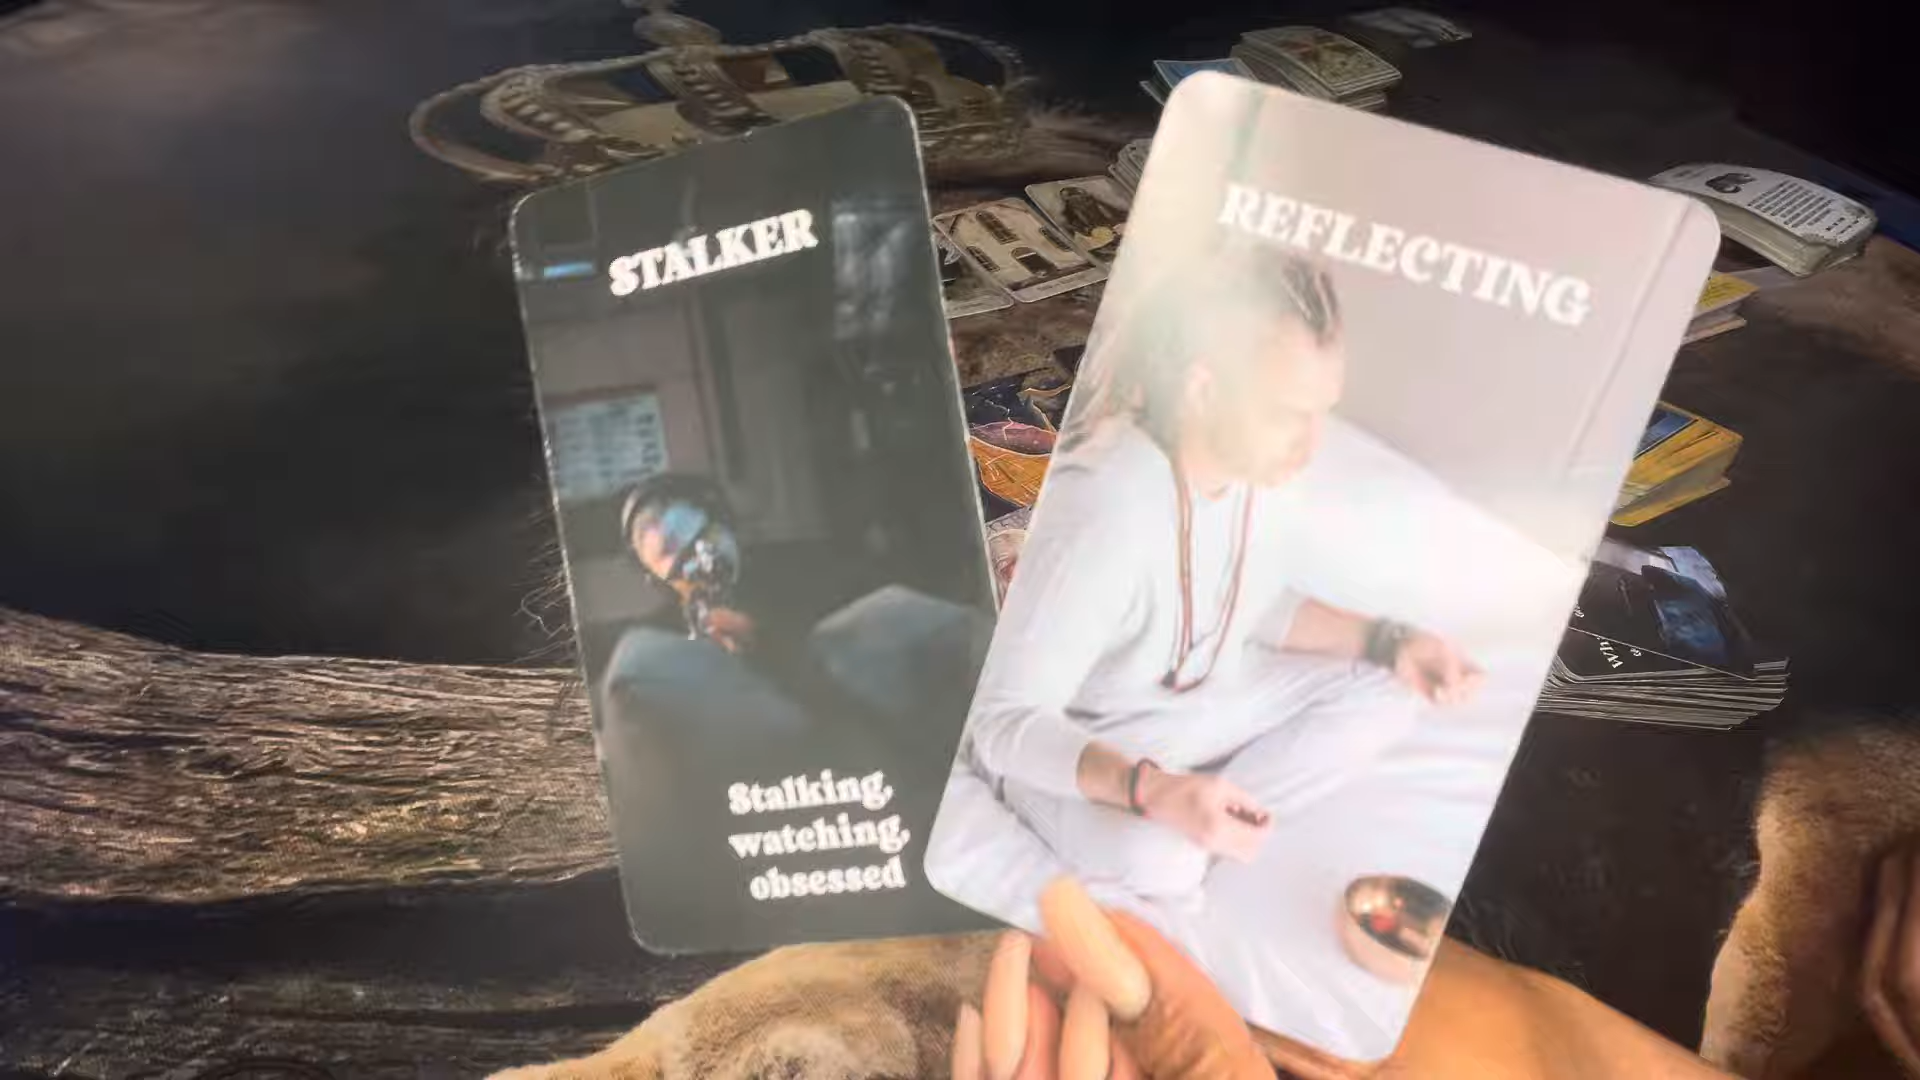 STALKER
Stalking,
watching,
obsessed
REFLECTING